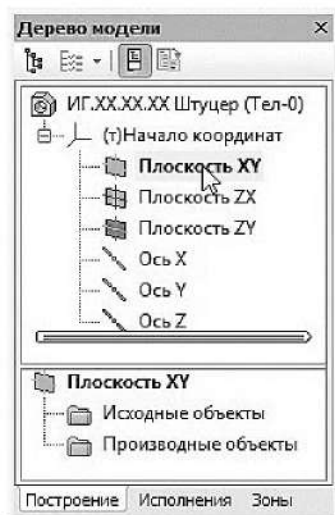 Дерево модели
ИГ.XX.XX.XX Штуцер (Тел-0)
(т)Начало координат
Плоскость XY
Плоскость ZX
Плоскость ZY
Ось X
Ось Y
Ось Z
Плоскость XY
Исходные объекты
Производные объекты
Построение Исполнения Зоны